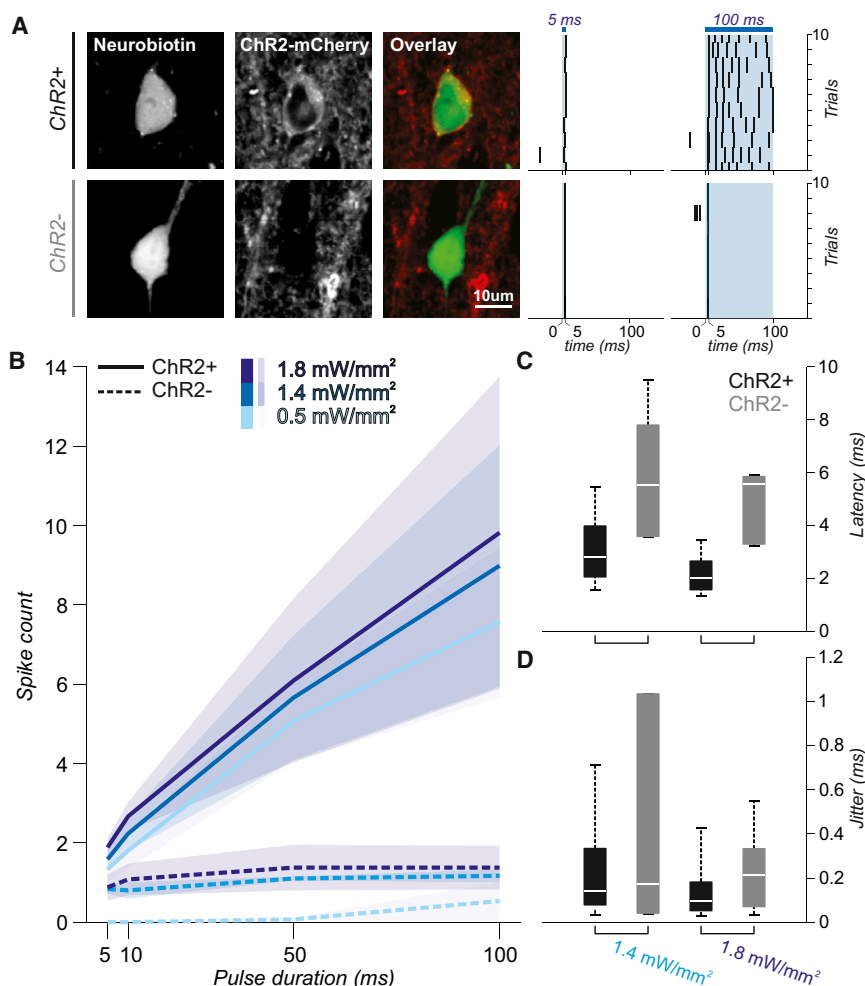 A
Neurobiotin
ChR2-mCherry
Overlay
ChR2+
ChR2-
10um
5 ms
100 ms
10
Trials
10
Trials
0 5 100
time (ms)
0 5 100
time (ms)
B
ChR2+
ChR2-
1.8 mW/mm²
1.4 mW/mm²
0.5 mW/mm²
14
12
10
8
6
4
2
0
Spike count
5 10 50 100
Pulse duration (ms)
C
ChR2+
ChR2-
10
8
6
4
2
0
Latency (ms)
D
1.2
1
0.8
0.6
0.4
0.2
0
Jitter (ms)
1.4 mW/mm²
1.8 mW/mm²